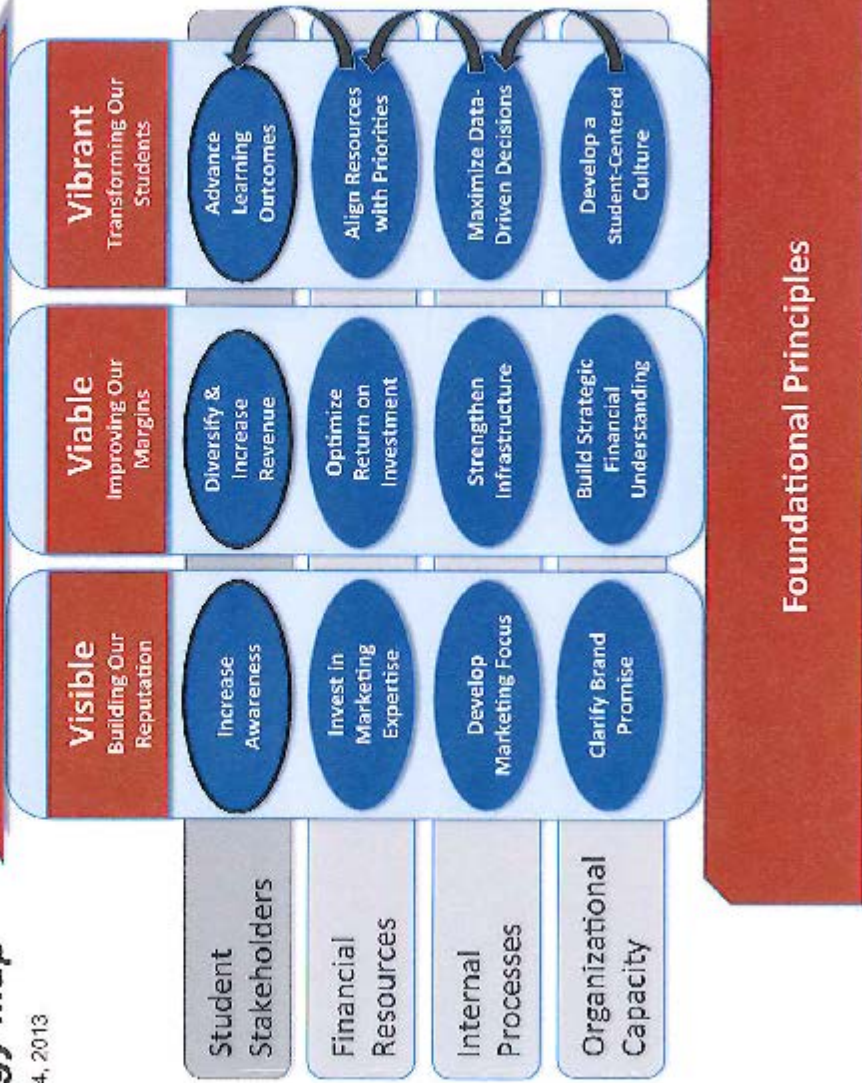 4, 2013
Visible
Building Our
Reputation
Viable
Improving Our
Margins
Vibrant
Transforming Our
Students
Student
Stakeholders
Increase
Awareness
Diversify &
Increase
Revenue
Advance
Learning
Outcomes
Financial
Resources
Invest in
Marketing
Expertise
Optimize
Return on
Investment
Align Resources
with Priorities
Internal
Processes
Develop
Marketing Focus
Strengthen
Infrastructure
Maximize Data-
Driven Decisions
Organizational
Capacity
Clarify Brand
Promise
Build Strategic
Financial
Understanding
Develop a
Student-Centered
Culture
Foundational Principles